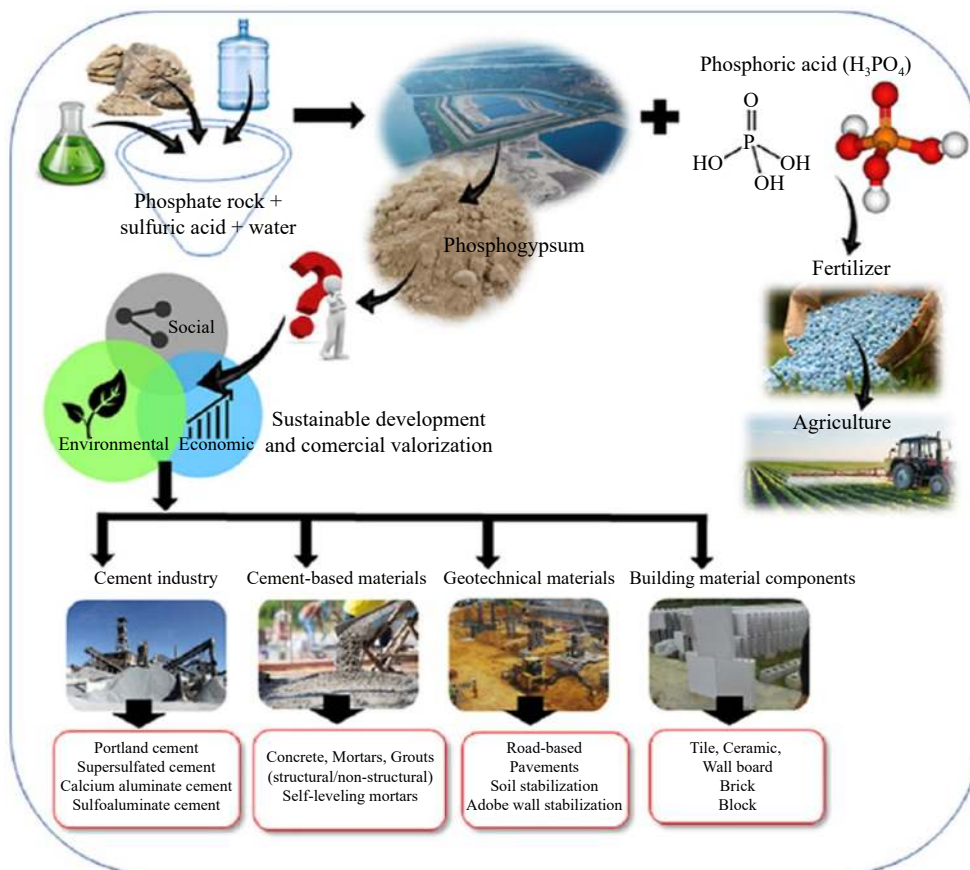 Phosphoric acid (H₃PO₄)
O
P
HO
OH
OH
Phosphate rock +
sulfuric acid + water
Phosphogypsum
Fertilizer
Social
Environmental
Economic
Sustainable development
and comercial valorization
Agriculture
Cement industry
Cement-based materials
Geotechnical materials
Building material components
Portland cement
Supersulfated cement
Calcium aluminate cement
Sulfoaluminate cement
Concrete, Mortars, Grouts
(structural/non-structural)
Self-leveling mortars
Road-based
Pavements
Soil stabilization
Adobe wall stabilization
Tile, Ceramic,
Wall board
Brick
Block